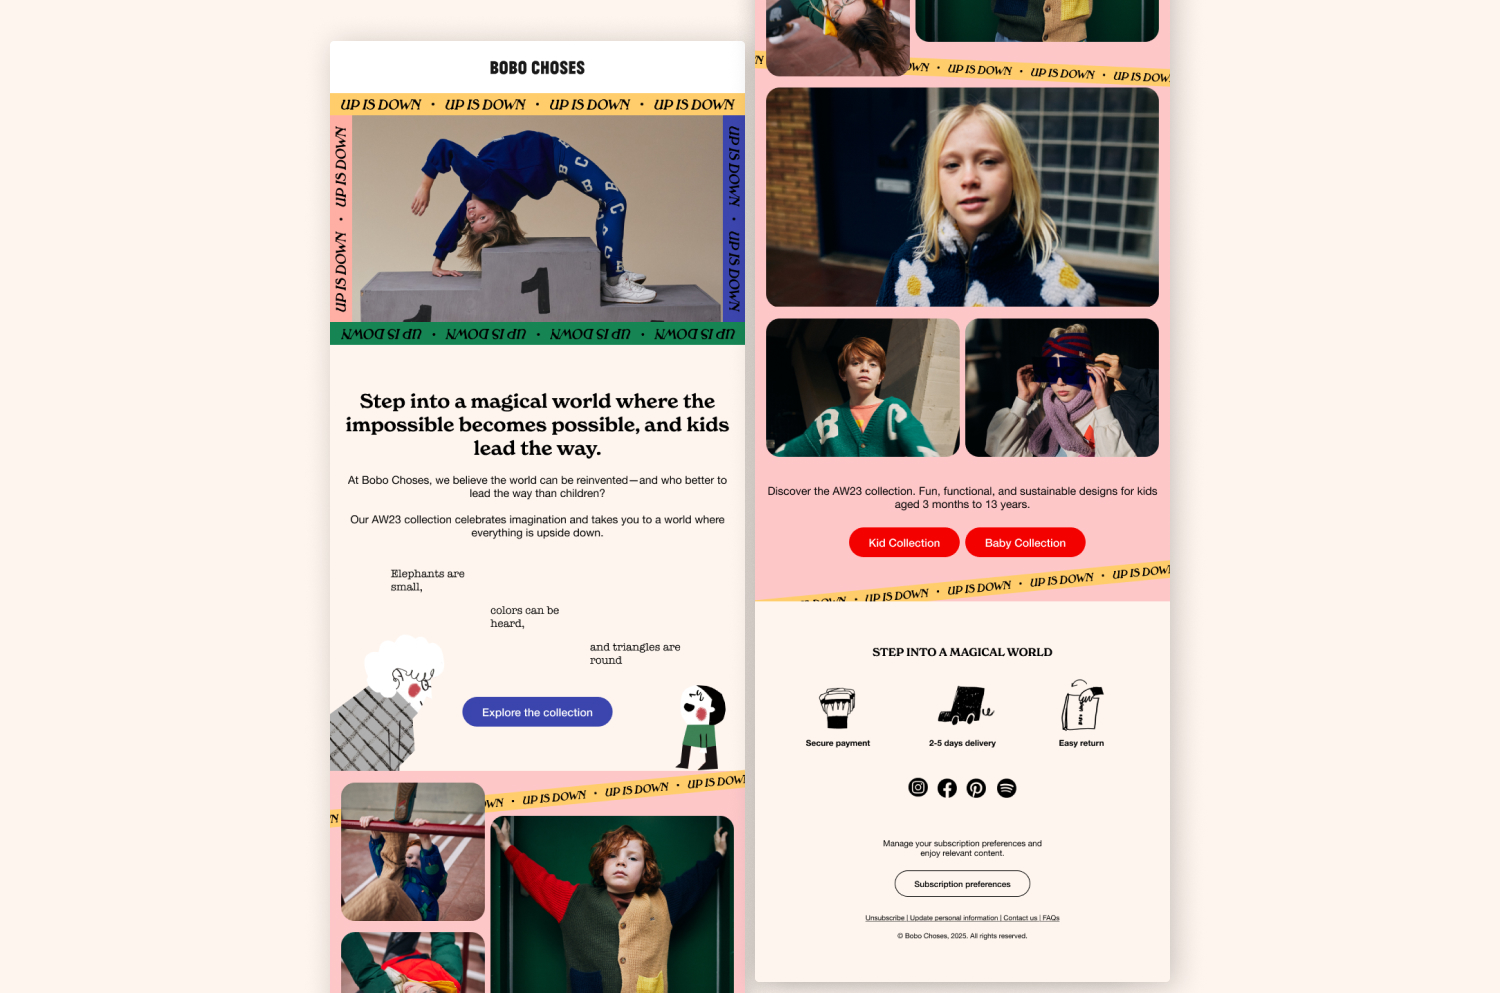 BOBO CHOSES
UP IS DOWN • UP IS DOWN • UP IS DOWN • UP IS DOWN
UP IS DOWN • UP IS DOWN
UP IS DOWN • UP IS DOWN
B C B C B C
1
1
UP IS DOWN • UP IS DOWN • UP IS DOWN • UP IS DOWN
Step into a magical world where the
impossible becomes possible, and kids
lead the way.
At Bobo Choses, we believe the world can be reinvented—and who better to
lead the way than children?
Our AW23 collection celebrates imagination and takes you to a world where
everything is upside down.
Elephants are
small,
colors can be
heard,
and triangles are
round
Explore the collection
N OWN • UP IS DOWN • UP IS DOWN • UP IS DOWN
N OWN • UP IS DOWN • UP IS DOWN • UP IS DOWN
B C
Discover the AW23 collection. Fun, functional, and sustainable designs for kids
aged 3 months to 13 years.
Kid Collection
Baby Collection
DOWN • UP IS DOWN • UP IS DOWN • UP IS DOWN • UP IS DOWN
STEP INTO A MAGICAL WORLD
Secure payment
2-5 days delivery
Easy return
Manage your subscription preferences and
enjoy relevant content.
Subscription preferences
Unsubscribe | Update personal information | Contact us | FAQs
© Bobo Choses, 2025. All rights reserved.